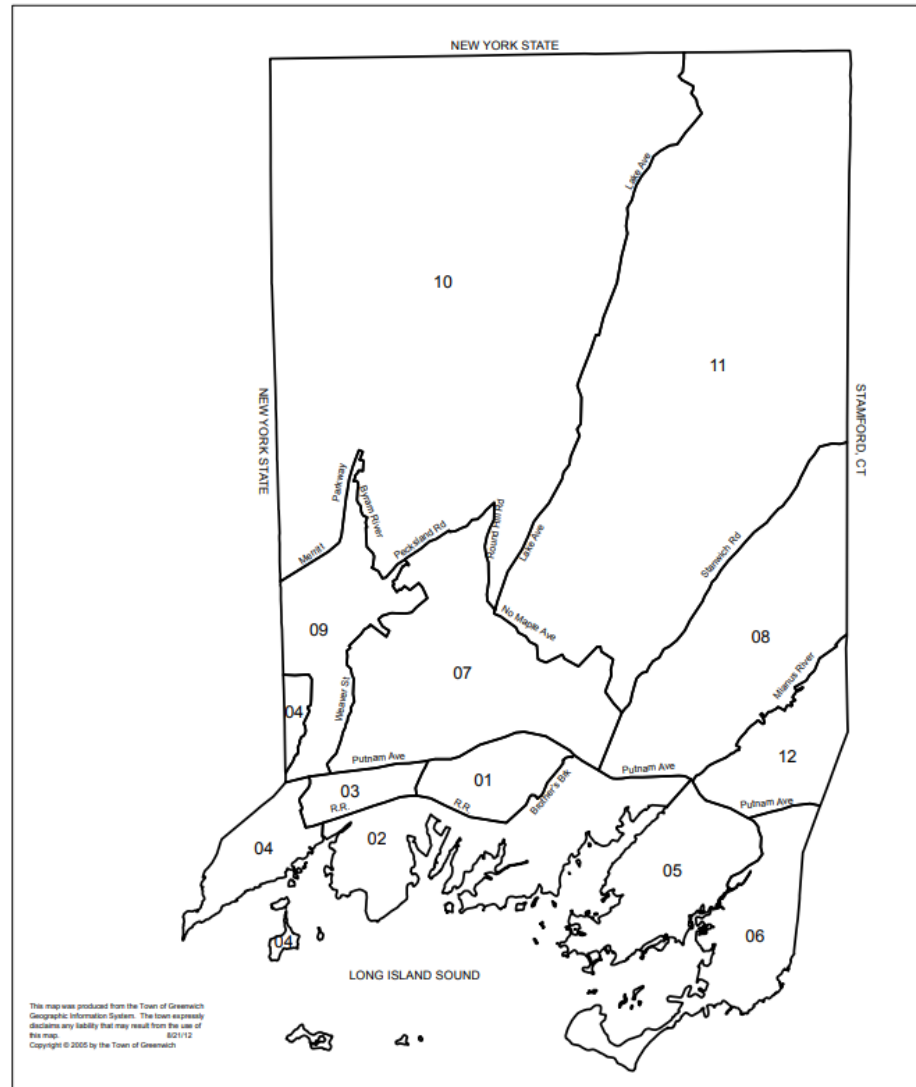 NEW YORK STATE
Lake Ave
10
11
NEW YORK STATE
STAMFORD, CT
Parkway
Byram River
Merritt
Pecksland Rd
Round Hill Rd
Lake Ave
Stanwich Rd
No Maple Ave
09
08
07
Mianus River
Weaver St
04
12
Putnam Ave
Putnam Ave
03
01
Brother's Brk
Putnam Ave
R.R.
R.R.
02
04
05
06
04
LONG ISLAND SOUND
This map was produced from the Town of Greenwich
Geographic Information System. The town expressly
disclaims any liability that may result from the use of
this map. 8/21/12
Copyright © 2005 by the Town of Greenwich